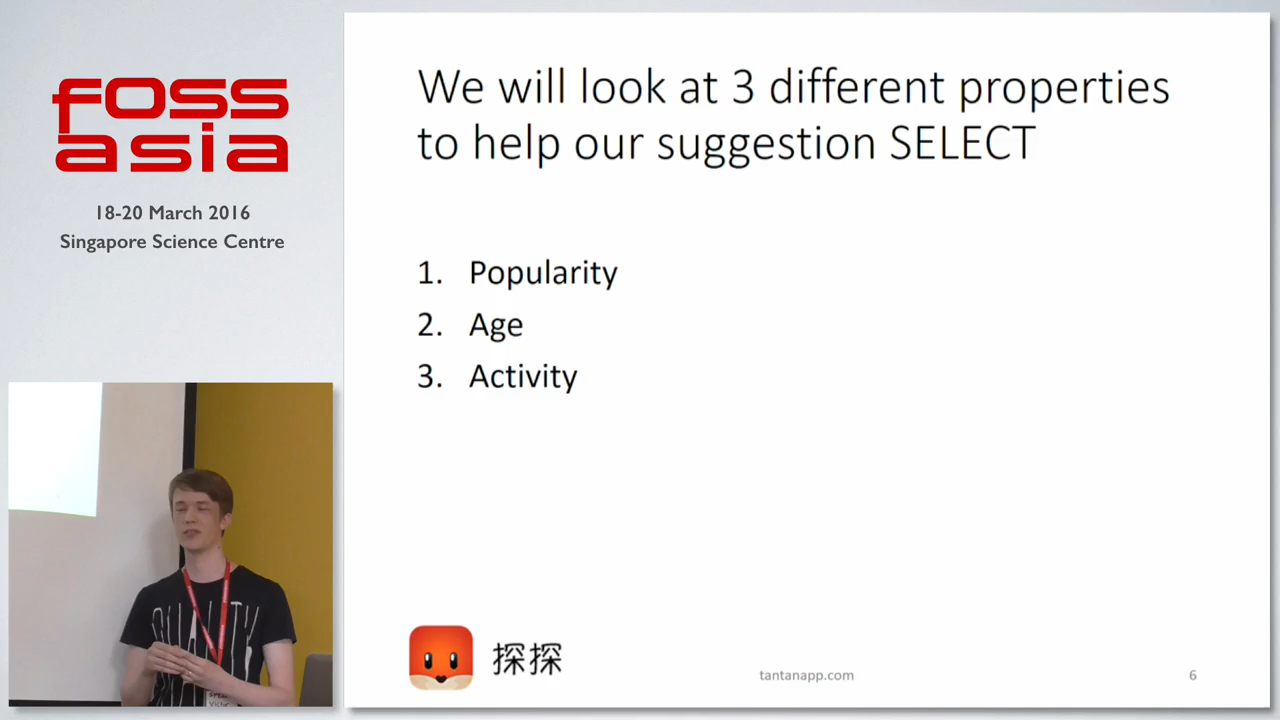 fOSS
asia
18-20 March 2016
Singapore Science Centre
We will look at 3 different properties
to help our suggestion SELECT
1. Popularity
2. Age
3. Activity
探探
tantanapp.com
6